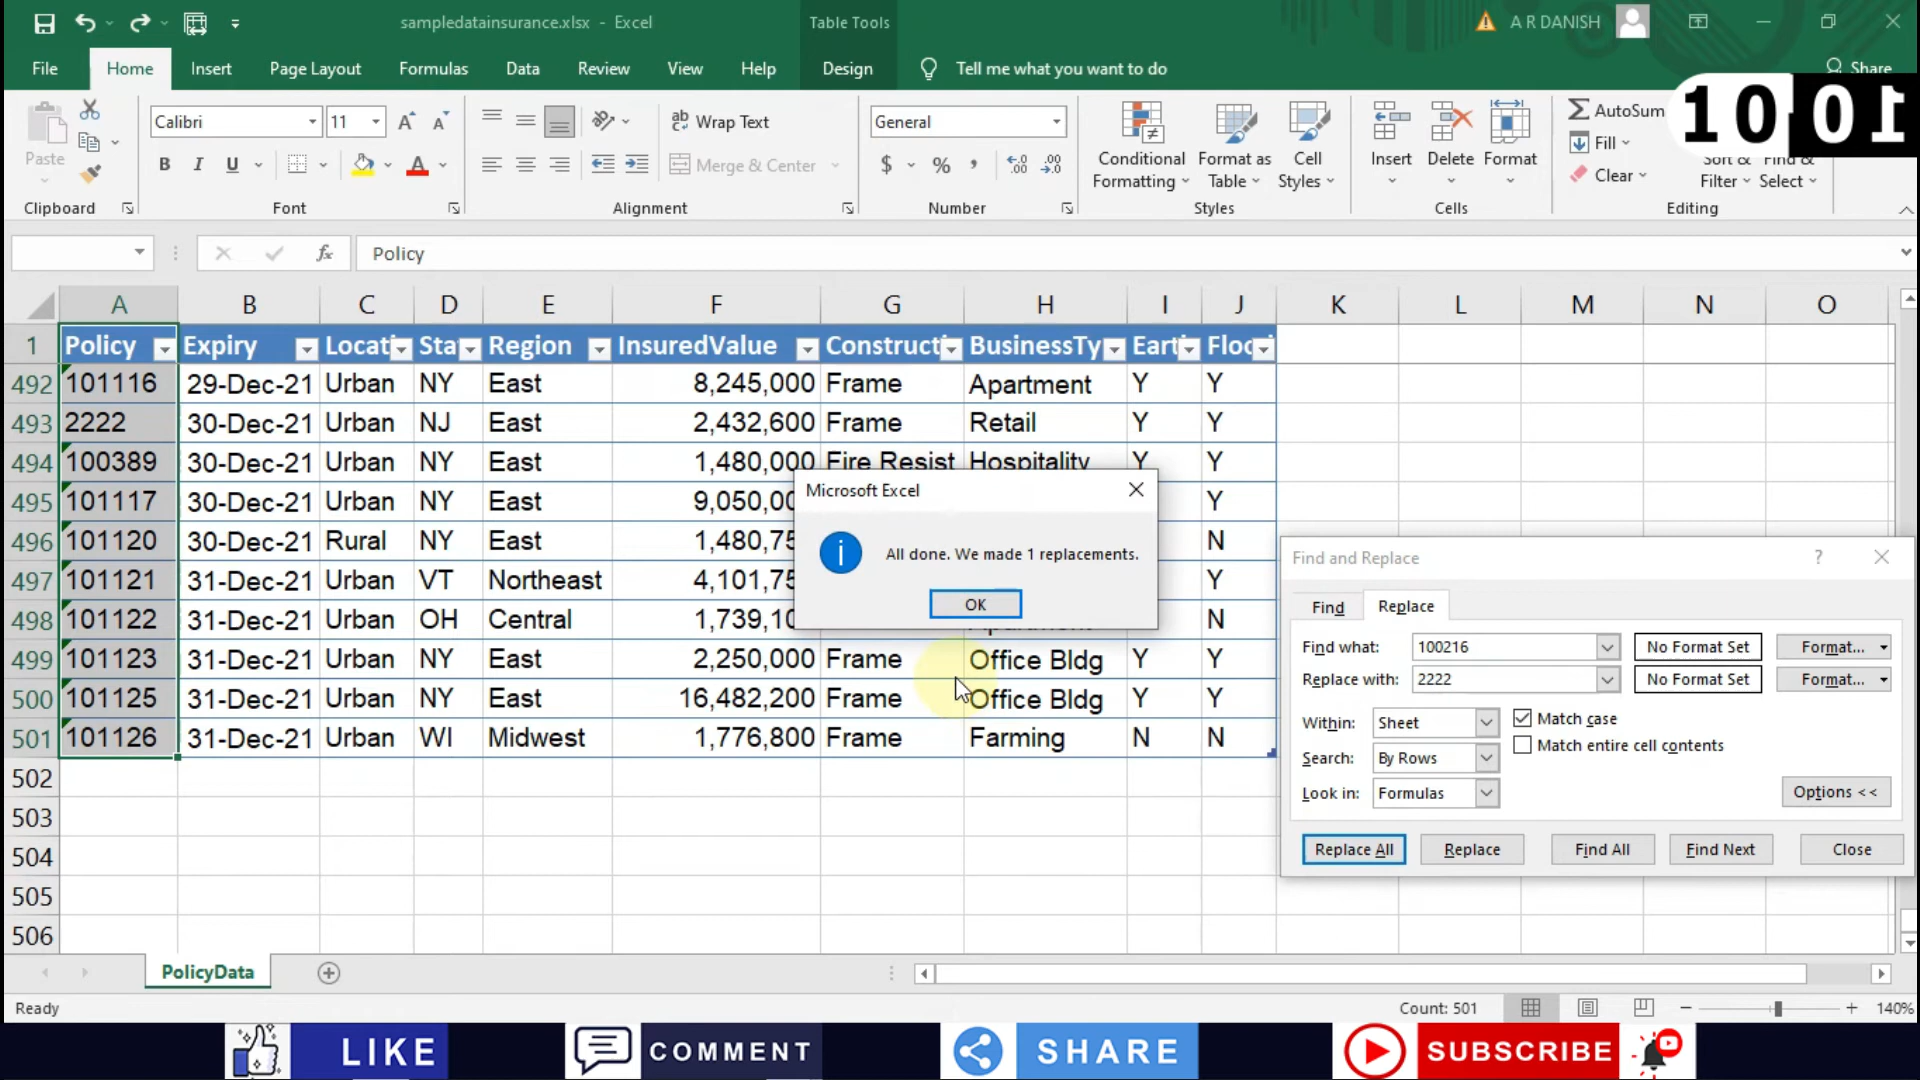 sampledatainsurance.xlsx - Excel
Table Tools
A R DANISH
File Home Insert Page Layout Formulas Data Review View Help Design Tell me what you want to do Share
10 01
Paste
Calibri 11
Wrap Text
General
AutoSum
B I U
Merge & Center
$ % ,
Conditional Formatting
Format as Table
Cell Styles
Insert Delete Format
Fill
Clear
Sort & Filter
Find & Select
Clipboard Font Alignment Number Styles Cells Editing
fx Policy
A B C D E F G H I J K L M N O
1 Policy Expiry Locati Sta Region InsuredValue Construct BusinessTy Eart Floo
492 101116 29-Dec-21 Urban NY East 8,245,000 Frame Apartment Y Y
493 2222 30-Dec-21 Urban NJ East 2,432,600 Frame Retail Y Y
494 100389 30-Dec-21 Urban NY East 1,480,000 Fire Resist Hospitality Y Y
495 101117 30-Dec-21 Urban NY East 9,050,00 Y
496 101120 30-Dec-21 Rural NY East 1,480,75 N
497 101121 31-Dec-21 Urban VT Northeast 4,101,75 Y
498 101122 31-Dec-21 Urban OH Central 1,739,10 N
499 101123 31-Dec-21 Urban NY East 2,250,000 Frame Office Bldg Y Y
500 101125 31-Dec-21 Urban NY East 16,482,200 Frame Office Bldg Y Y
501 101126 31-Dec-21 Urban WI Midwest 1,776,800 Frame Farming N N
502
503
504
505
506
Microsoft Excel
All done. We made 1 replacements.
OK
Find and Replace ?
Find Replace
Find what: 100216 No Format Set Format...
Replace with: 2222 No Format Set Format...
Within: Sheet Match case
Match entire cell contents
Search: By Rows
Look in: Formulas
Options <<
Replace All Replace Find All Find Next Close
PolicyData
Ready Count: 501 140%
LIKE COMMENT SHARE SUBSCRIBE